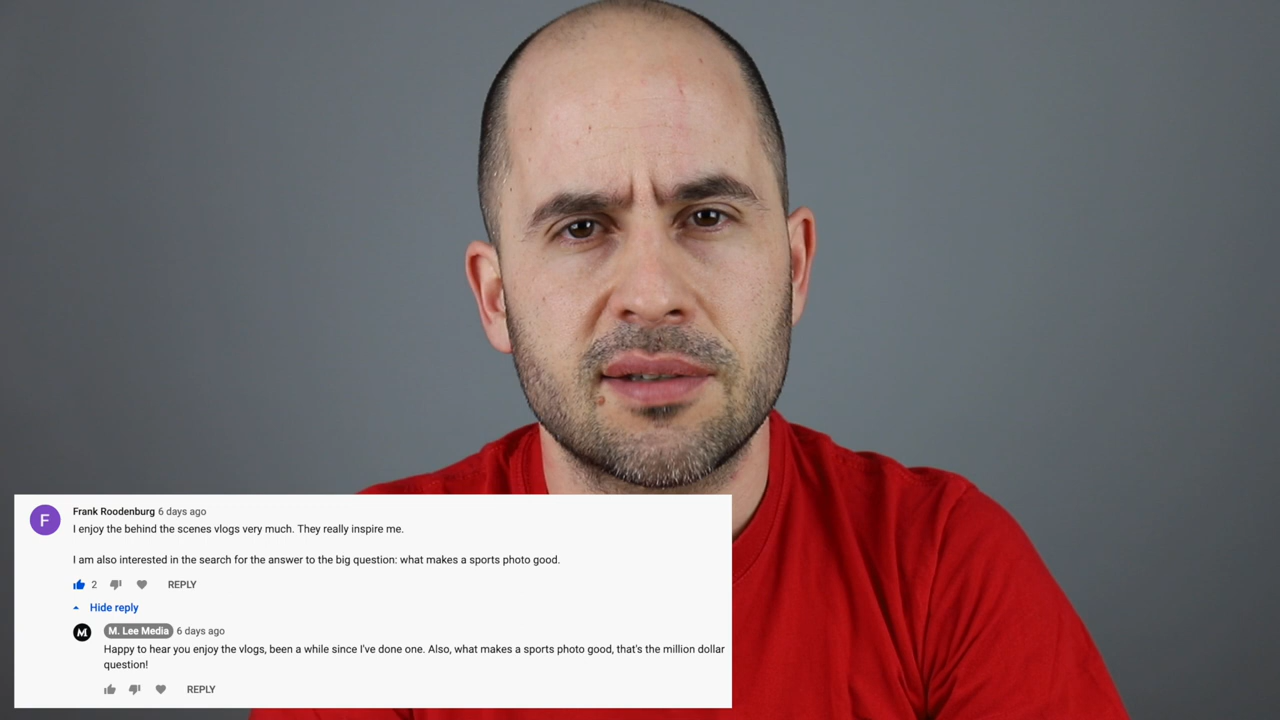 F
Frank Roodenburg 6 days ago
I enjoy the behind the scenes vlogs very much. They really inspire me.
I am also interested in the search for the answer to the big question: what makes a sports photo good.
2 REPLY
Hide reply
M
M. Lee Media 6 days ago
Happy to hear you enjoy the vlogs, been a while since I've done one. Also, what makes a sports photo good, that's the million dollar
question!
REPLY